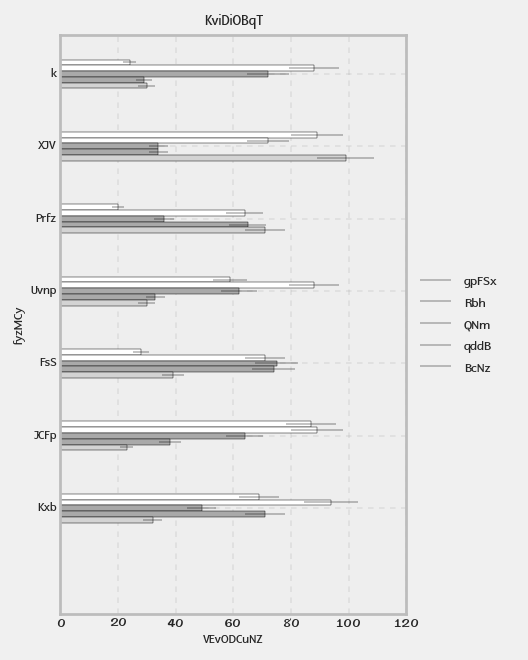 KviDiOBqT
k
XJV
Prfz
Uvnp
FsS
JCFp
Kxb
fyzMCy
0 20 40 60 80 100 120
VEvODCuNZ
gpFSx
Rbh
QNm
qddB
BcNz